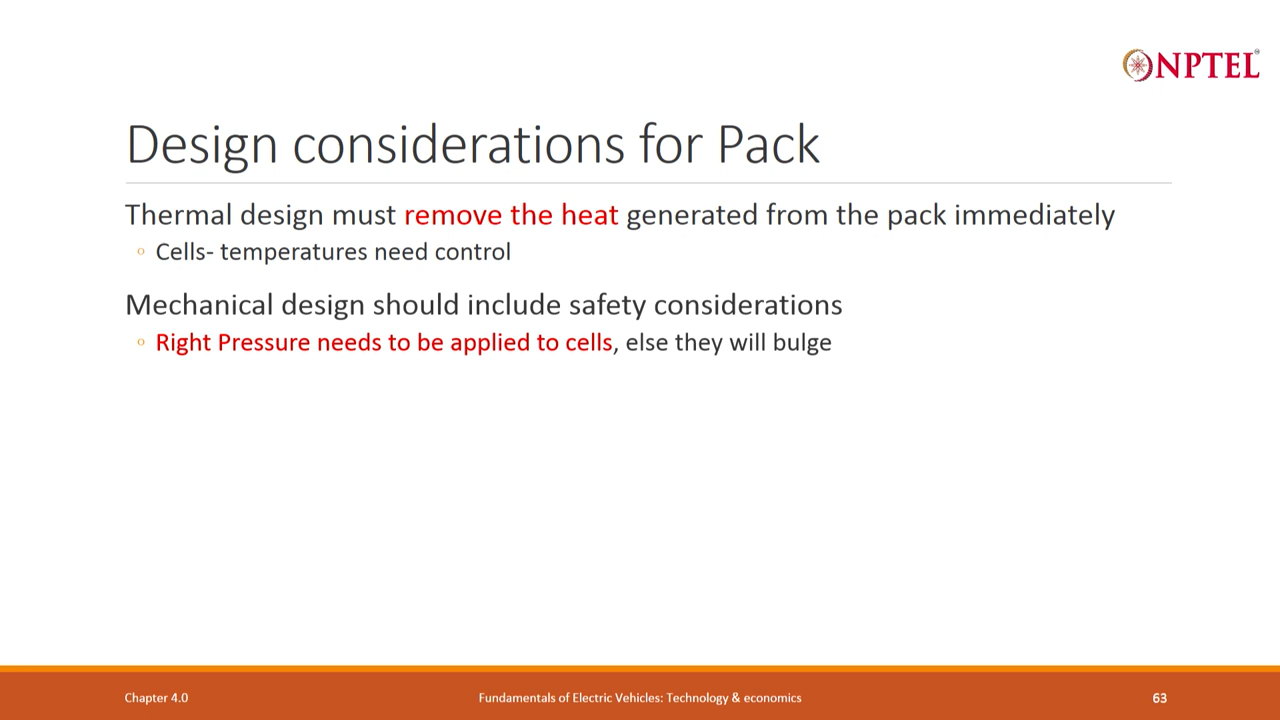 NPTEL
Design considerations for Pack
Thermal design must remove the heat generated from the pack immediately
Cells- temperatures need control
Mechanical design should include safety considerations
Right Pressure needs to be applied to cells, else they will bulge
Chapter 4.0
Fundamentals of Electric Vehicles: Technology & economics
63